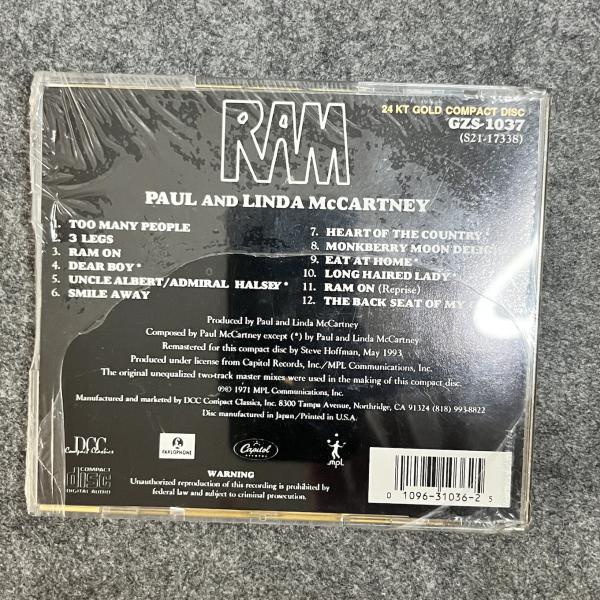 RAM
24 KT GOLD COMPACT DISC
GZS-1037
(S21-17338)
PAUL AND LINDA McCARTNEY
1. TOO MANY PEOPLE
2. 3 LEGS
3. RAM ON
4. DEAR BOY*
5. UNCLE ALBERT/ADMIRAL HALSEY*
6. SMILE AWAY
7. HEART OF THE COUNTRY*
8. MONKBERRY MOON
9. EAT AT HOME*
10. LONG HAIRED LADY*
11. RAM ON (Reprise)
12. THE BACK SEAT OF MY
Produced by Paul and Linda McCartney
Composed by Paul McCartney except (*) by Paul and Linda McCartney
Remastered for this compact disc by Steve Hoffman, May 1993
Produced under license from Capitol Records, Inc./MPL Communications, Inc.
The original unequalized two-track master mixes were used in the making of this compact disc.
℗© 1971 MPL Communications, Inc.
Manufactured and marketed by DCC Compact Classics, Inc. 8300 Tampa Avenue, Northridge, CA 91324 (818) 993-8822
Disc manufactured in Japan/Printed in U.S.A.
DCC
Compact Classics
PARLOPHONE
Capitol
RECORDS
mpl
COMPACT
disc
DIGITAL AUDIO
WARNING
Unauthorized reproduction of this recording is prohibited by
federal law and subject to criminal prosecution.
0 1096-31036-2 5